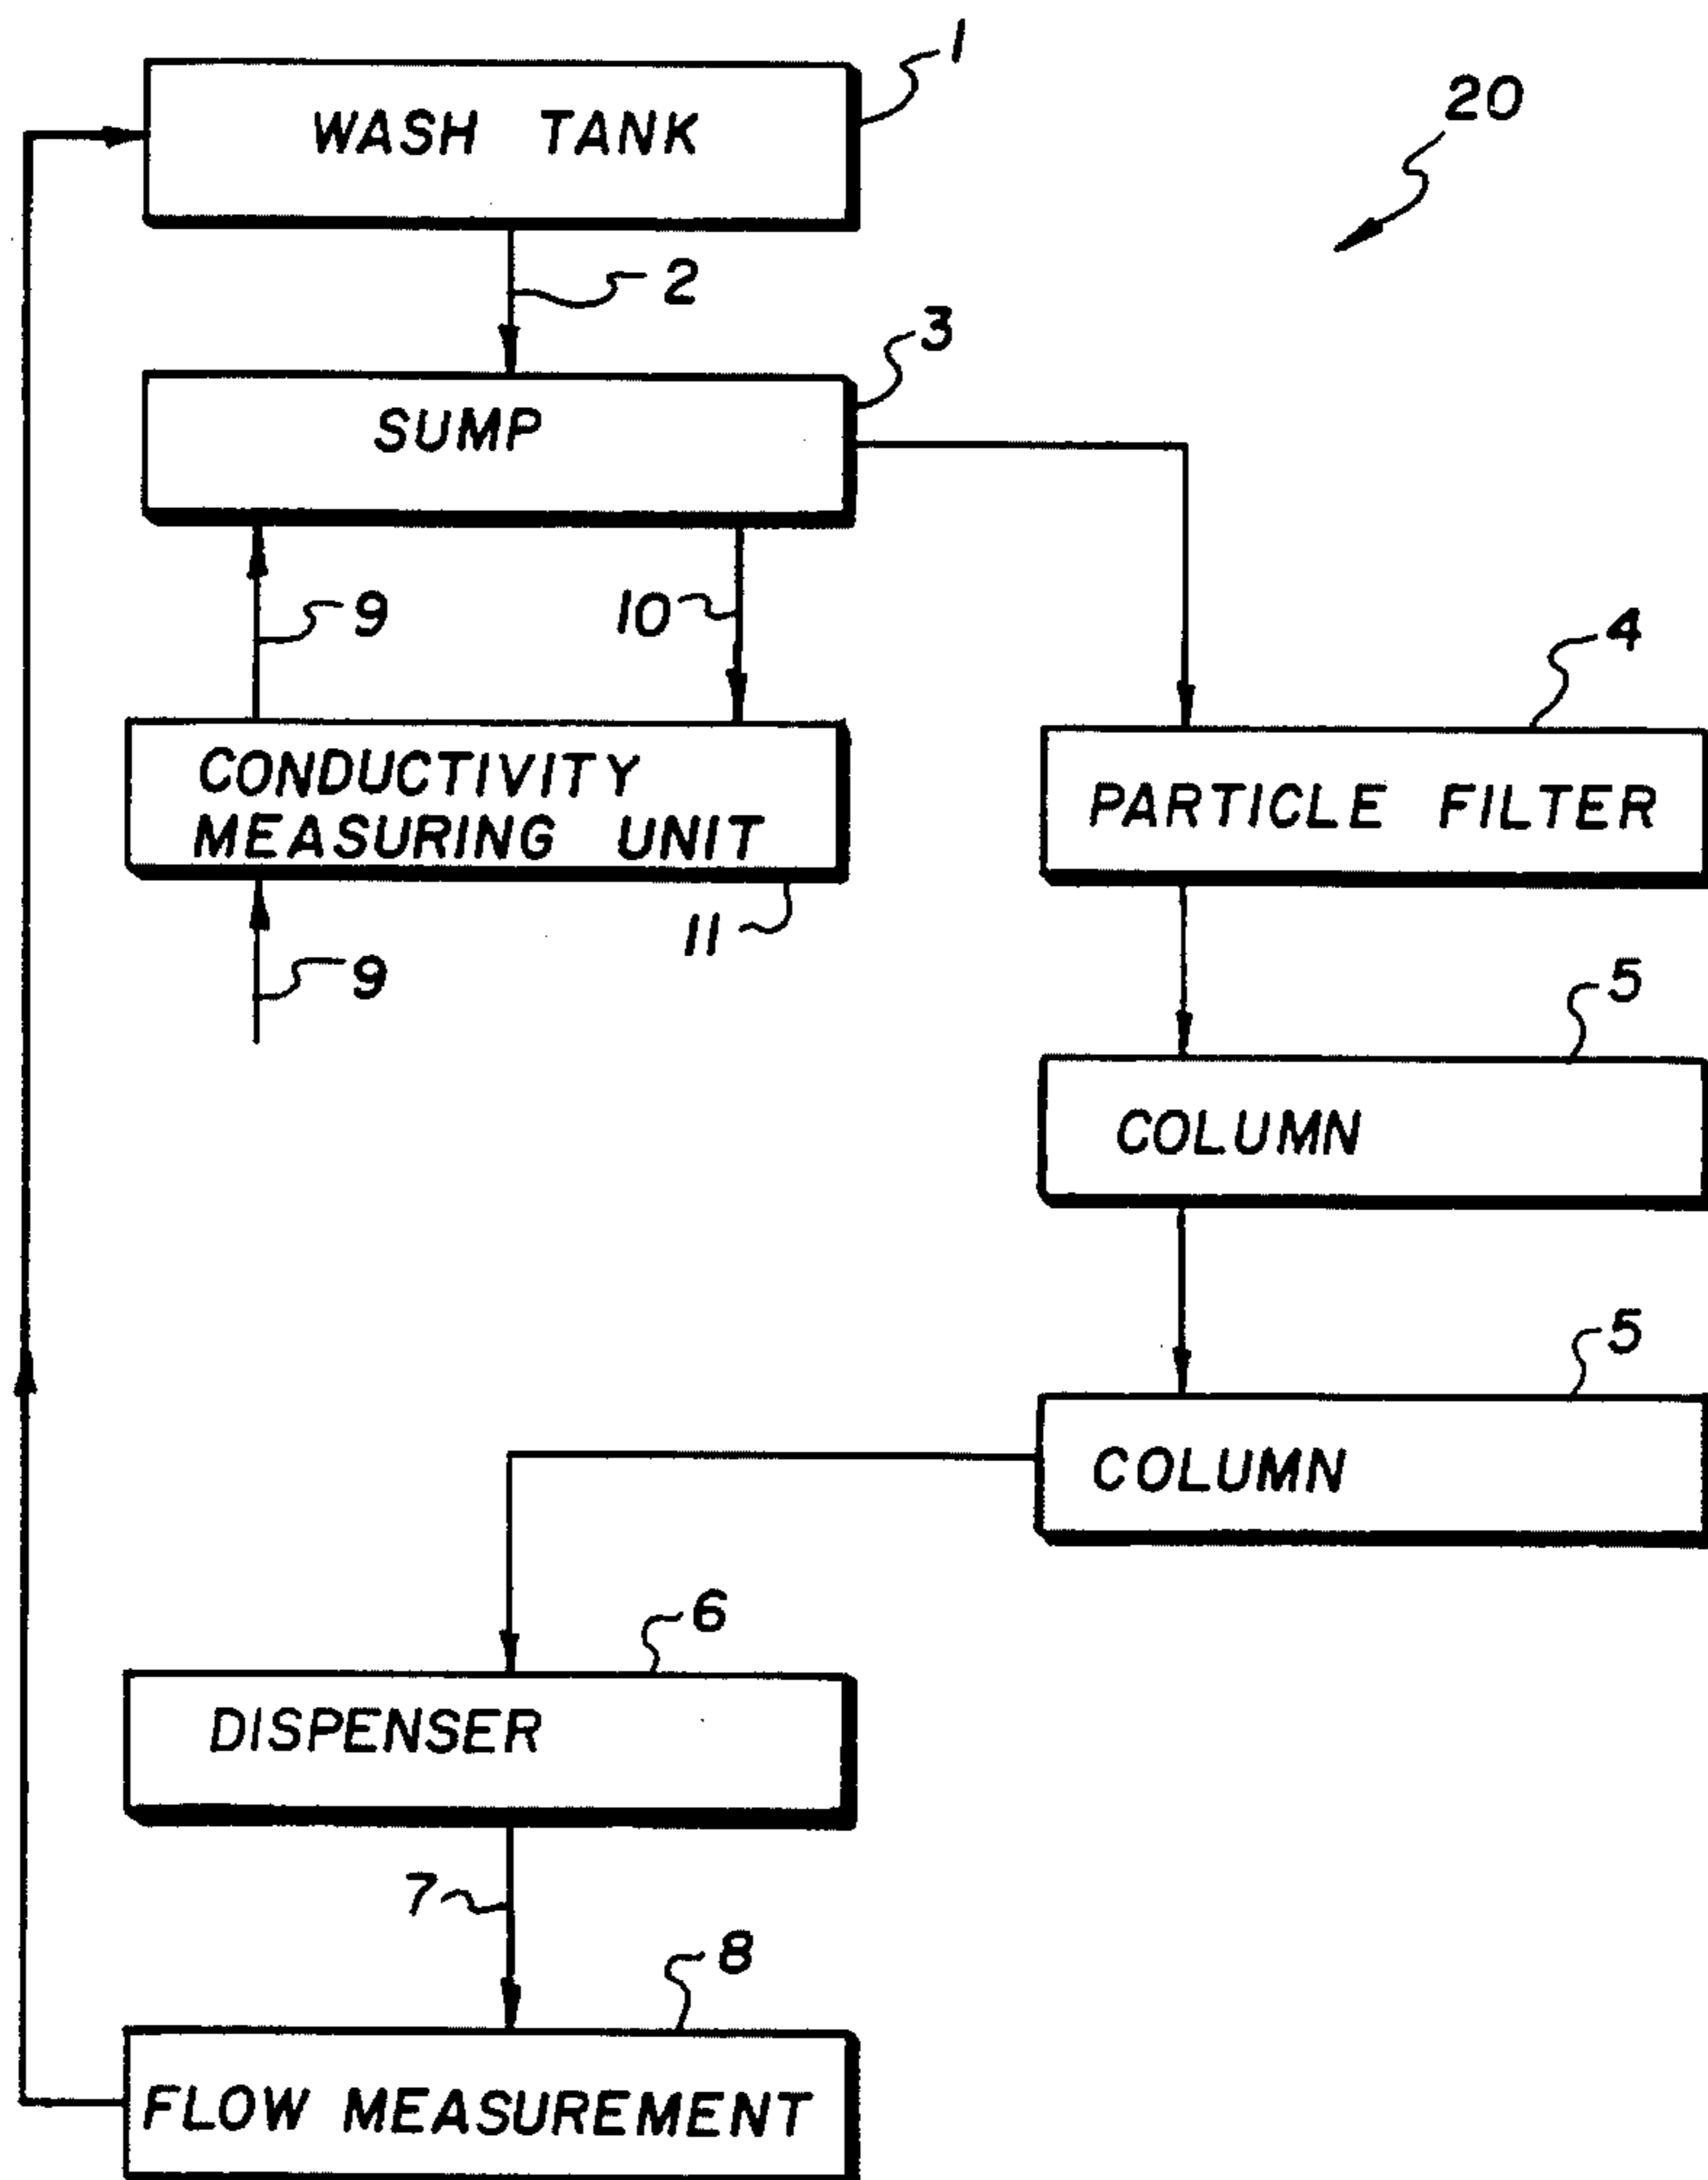 1
WASH TANK
20
2
3
SUMP
9
10
4
CONDUCTIVITY
MEASURING UNIT
PARTICLE FILTER
11
9
5
COLUMN
5
COLUMN
6
DISPENSER
7
8
FLOW MEASUREMENT